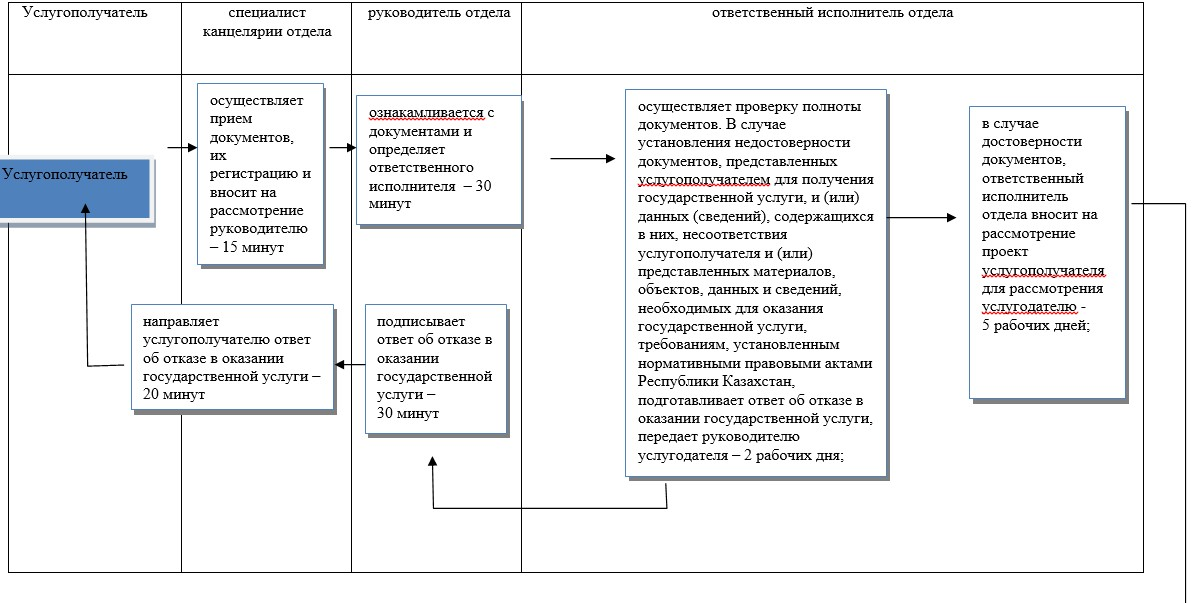 Услугополучатель
специалист
канцелярии отдела
руководитель отдела
ответственный исполнитель отдела
Услугополучатель
осуществляет
прием
документов,
их
регистрацию и
вносит на
рассмотрение
руководителю
– 15 минут
ознакамливается с
документами и
определяет
ответственного
исполнителя – 30
минут
осуществляет проверку полноты
документов. В случае
установления недостоверности
документов, представленных
услугополучателем для получения
государственной услуги, и (или)
данных (сведений), содержащихся
в них, несоответствия
услугополучателя и (или)
представленных материалов,
объектов, данных и сведений,
необходимых для оказания
государственной услуги,
требованиям, установленным
нормативными правовыми актами
Республики Казахстан,
подготавливает ответ об отказе в
оказании государственной услуги,
передает руководителю
услугодателя – 2 рабочих дня;
в случае
достоверности
документов,
ответственный
исполнитель
отдела вносит на
рассмотрение
проект
услугополучателя
для рассмотрения
услугодателю -
5 рабочих дней;
направляет
услугополучателю ответ
об отказе в оказании
государственной услуги –
20 минут
подписывает
ответ об отказе в
оказании
государственной
услуги –
30 минут